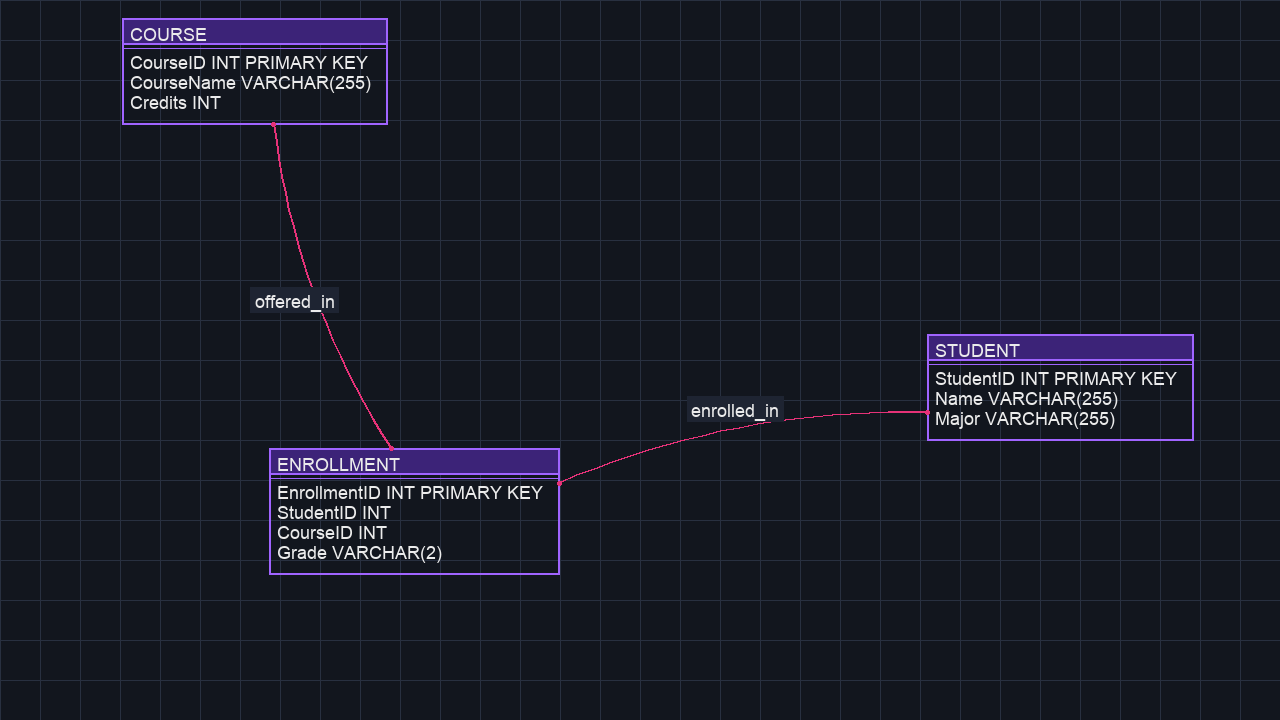 COURSE
CourseID INT PRIMARY KEY
CourseName VARCHAR(255)
Credits INT
offered_in
STUDENT
StudentID INT PRIMARY KEY
Name VARCHAR(255)
Major VARCHAR(255)
enrolled_in
ENROLLMENT
EnrollmentID INT PRIMARY KEY
StudentID INT
CourseID INT
Grade VARCHAR(2)